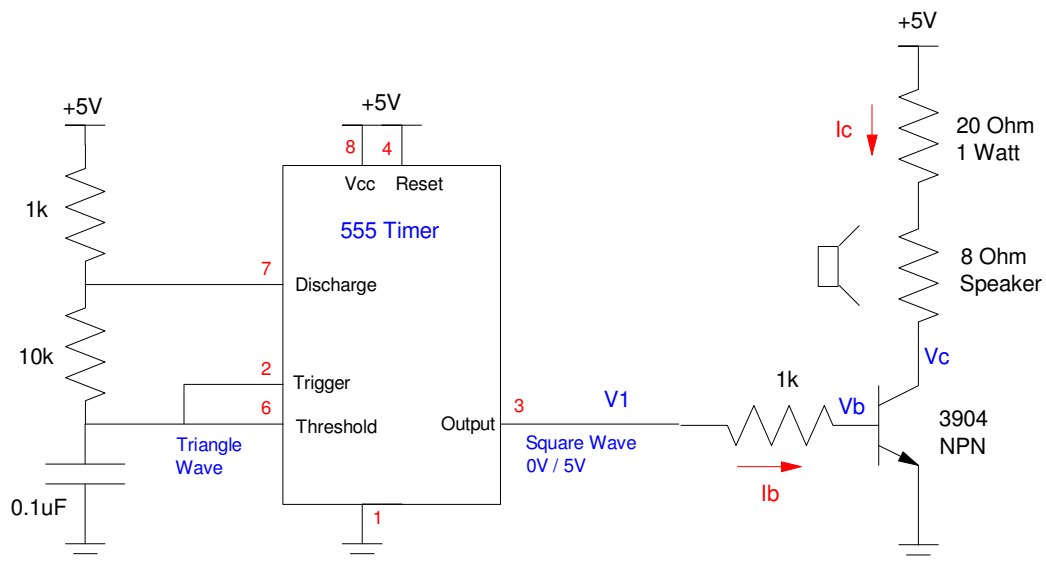 +5V
+5V
+5V
8
4
Ic
20 Ohm
1 Watt
Vcc
Reset
1k
555 Timer
7
Discharge
8 Ohm
Speaker
10k
2
Trigger
6
Threshold
Vc
1k
3
V1
Vb
Output
3904
NPN
Triangle
Wave
Square Wave
0V / 5V
Ib
0.1uF
1